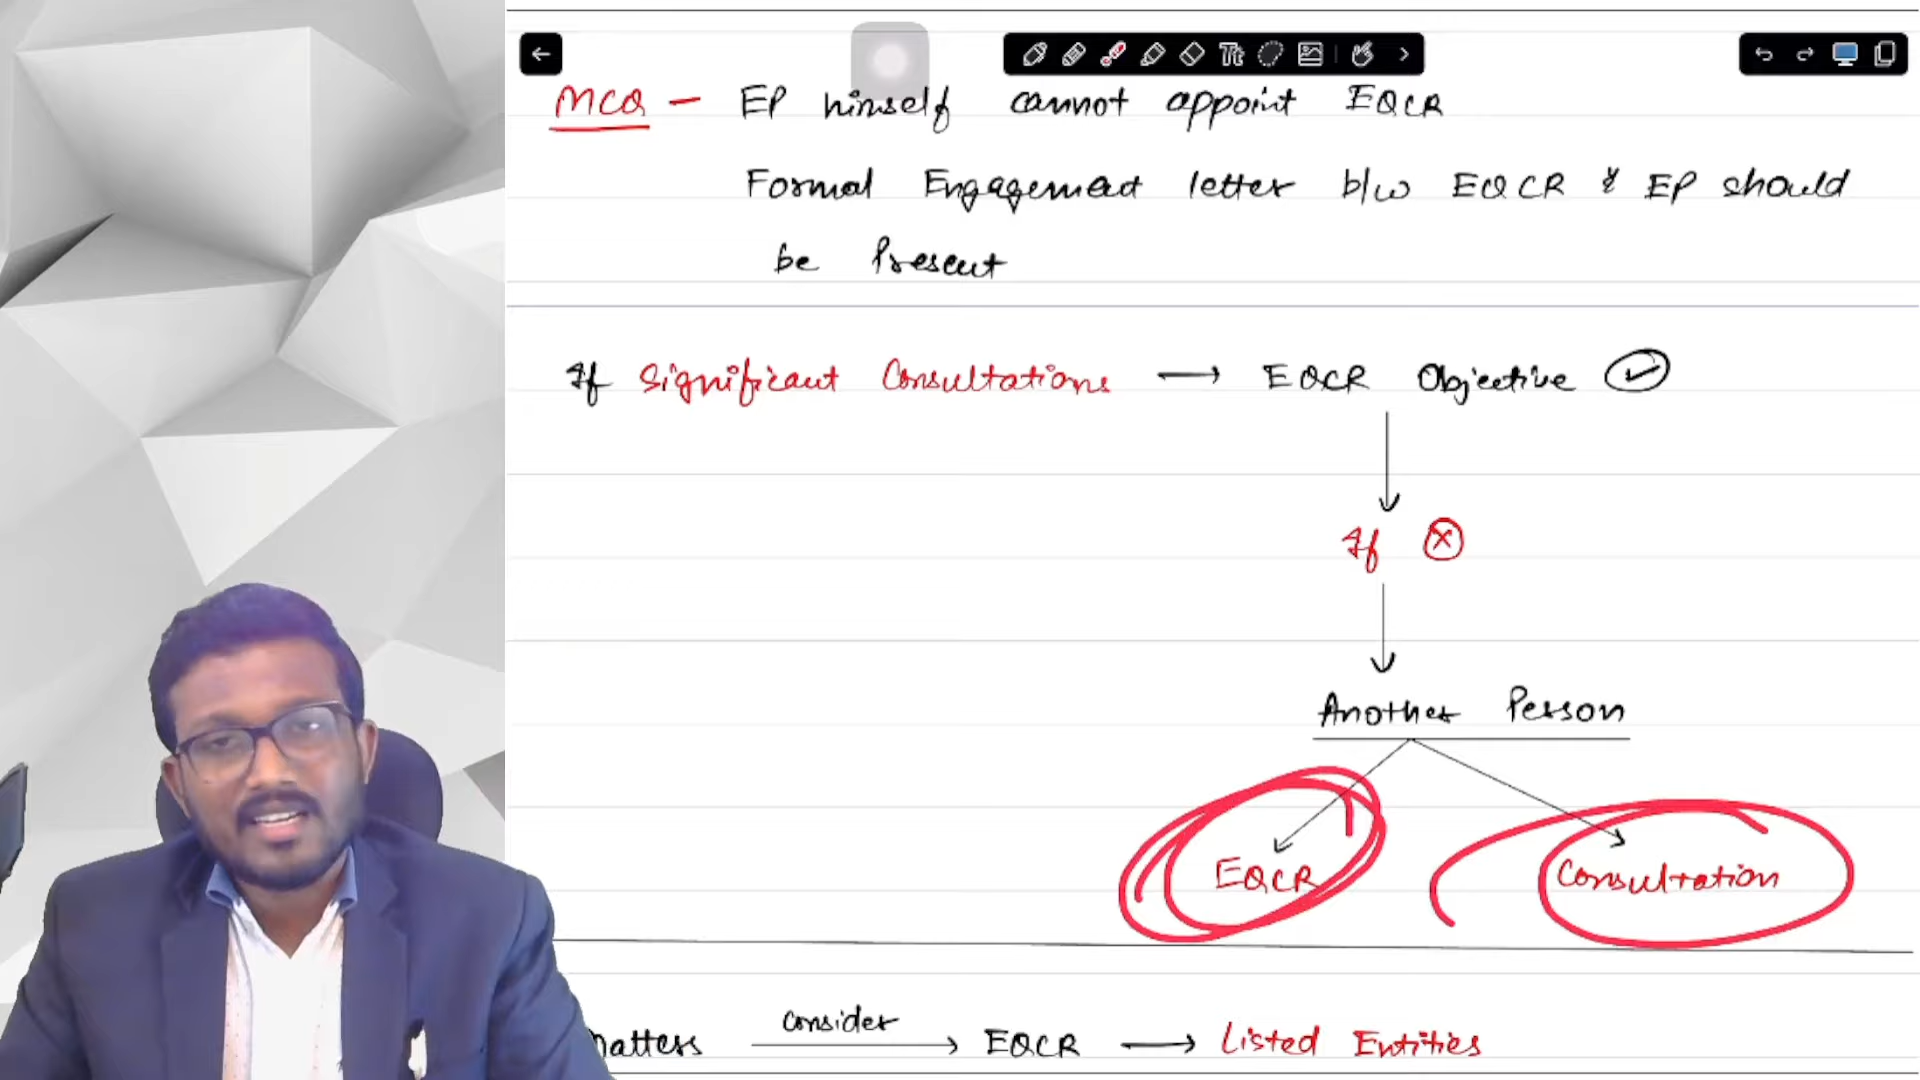 MCQ - EP himself cannot appoint EQCR
Formal Engagement letter b/w EQCR & EP should
be Present
If Significant Consultations → EQCR Objective
If
Another Person
EQCR Consultation
consider
matters → EQCR → Listed Entities